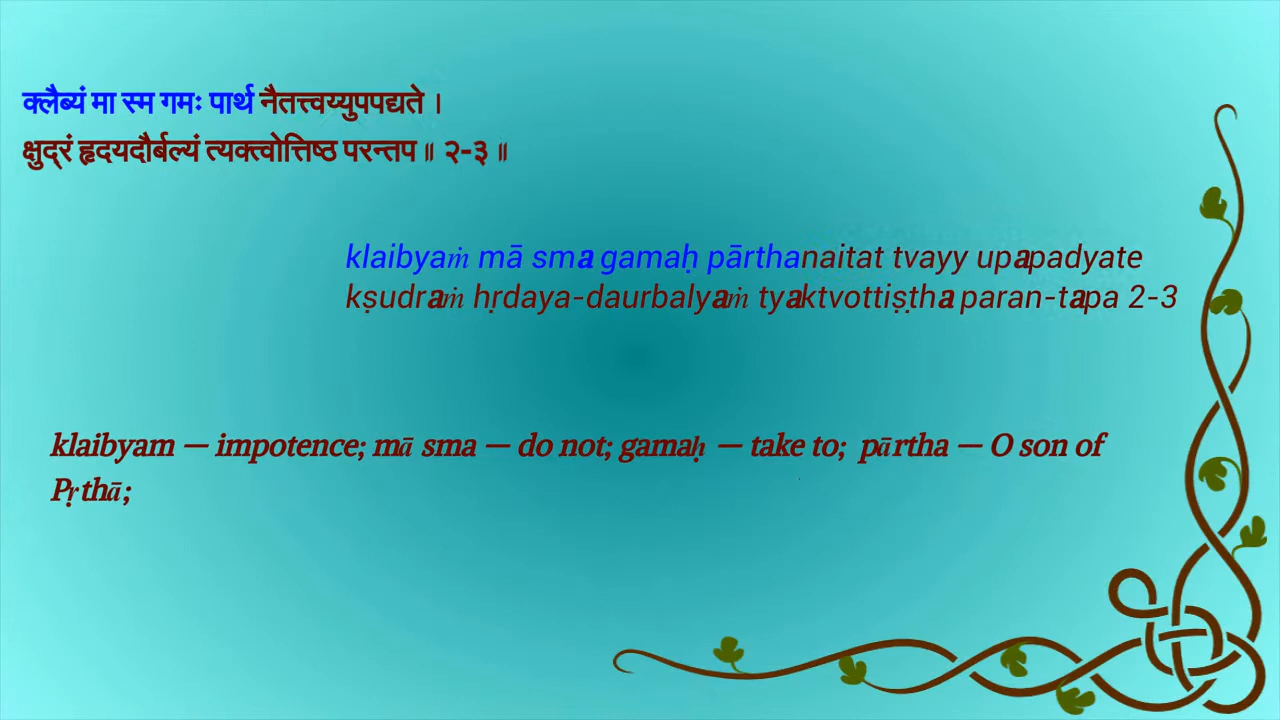 क्लैब्यं मा स्म गमः पार्थ नैतत्त्वय्युपपद्यते ।
क्षुद्रं हृदयदौर्बल्यं त्यक्त्वोत्तिष्ठ परन्तप ॥ २-३ ॥
klaibyaṁ mā sma gamaḥ pārthanaitat tvayy upapadyate
kṣudraṁ hṛdaya-daurbalyaṁ tyaktvottiṣṭha paran-tapa 2-3
klaibyam — impotence; mā sma — do not; gamaḥ — take to; pārtha — O son of
Pṛthā;